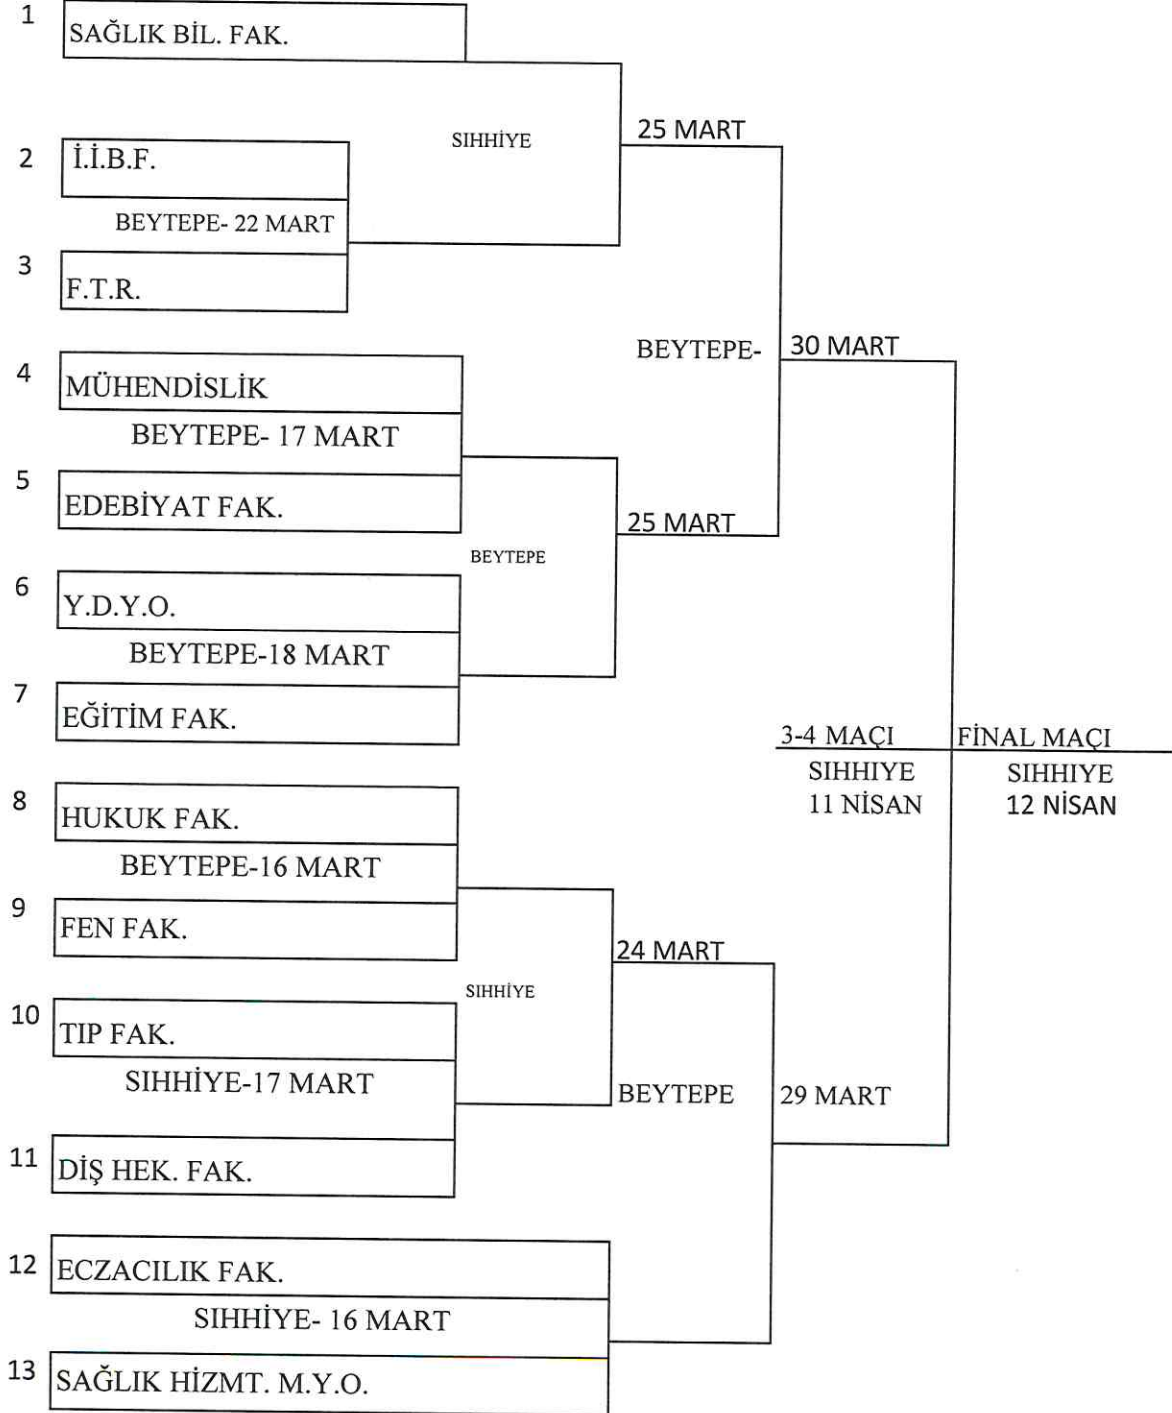 1
SAĞLIK BİL. FAK.
SIHHİYE
25 MART
2
İ.İ.B.F.
BEYTEPE- 22 MART
3
F.T.R.
BEYTEPE-
30 MART
4
MÜHENDİSLİK
BEYTEPE- 17 MART
5
EDEBİYAT FAK.
25 MART
BEYTEPE
6
Y.D.Y.O.
BEYTEPE-18 MART
7
EĞİTİM FAK.
3-4 MAÇI
SIHHIYE
11 NİSAN
FİNAL MAÇI
SIHHIYE
12 NİSAN
8
HUKUK FAK.
BEYTEPE-16 MART
9
FEN FAK.
24 MART
SIHHİYE
10
TIP FAK.
SIHHİYE-17 MART
BEYTEPE
29 MART
11
DİŞ HEK. FAK.
12
ECZACILIK FAK.
SIHHİYE- 16 MART
13
SAĞLIK HİZMT. M.Y.O.